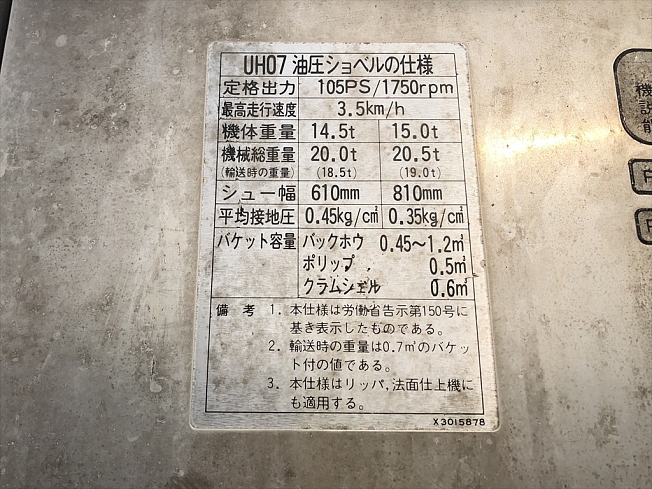 UH07 油圧ショベルの仕様
定格出力 105PS/1750rpm
最高走行速度 3.5km/h
機体重量 14.5t 15.0t
機械総重量 20.0t 20.5t
(輸送時の重量) (18.5t) (19.0t)
シュー幅 610mm 810mm
平均接地圧 0.45kg/c㎡ 0.35kg/c㎡
バケット容量 バックホウ 0.45〜1.2㎥
ポリップ 0.5㎥
クラムシェル 0.6㎥
備考 1. 本仕様は労働省告示第150号に
基き表示したものである。
2. 輸送時の重量は0.7㎥のバケッ
ト付の値である。
3. 本仕様はリッパ,法面仕上機に
も適用する。
X3015878
機
説
能